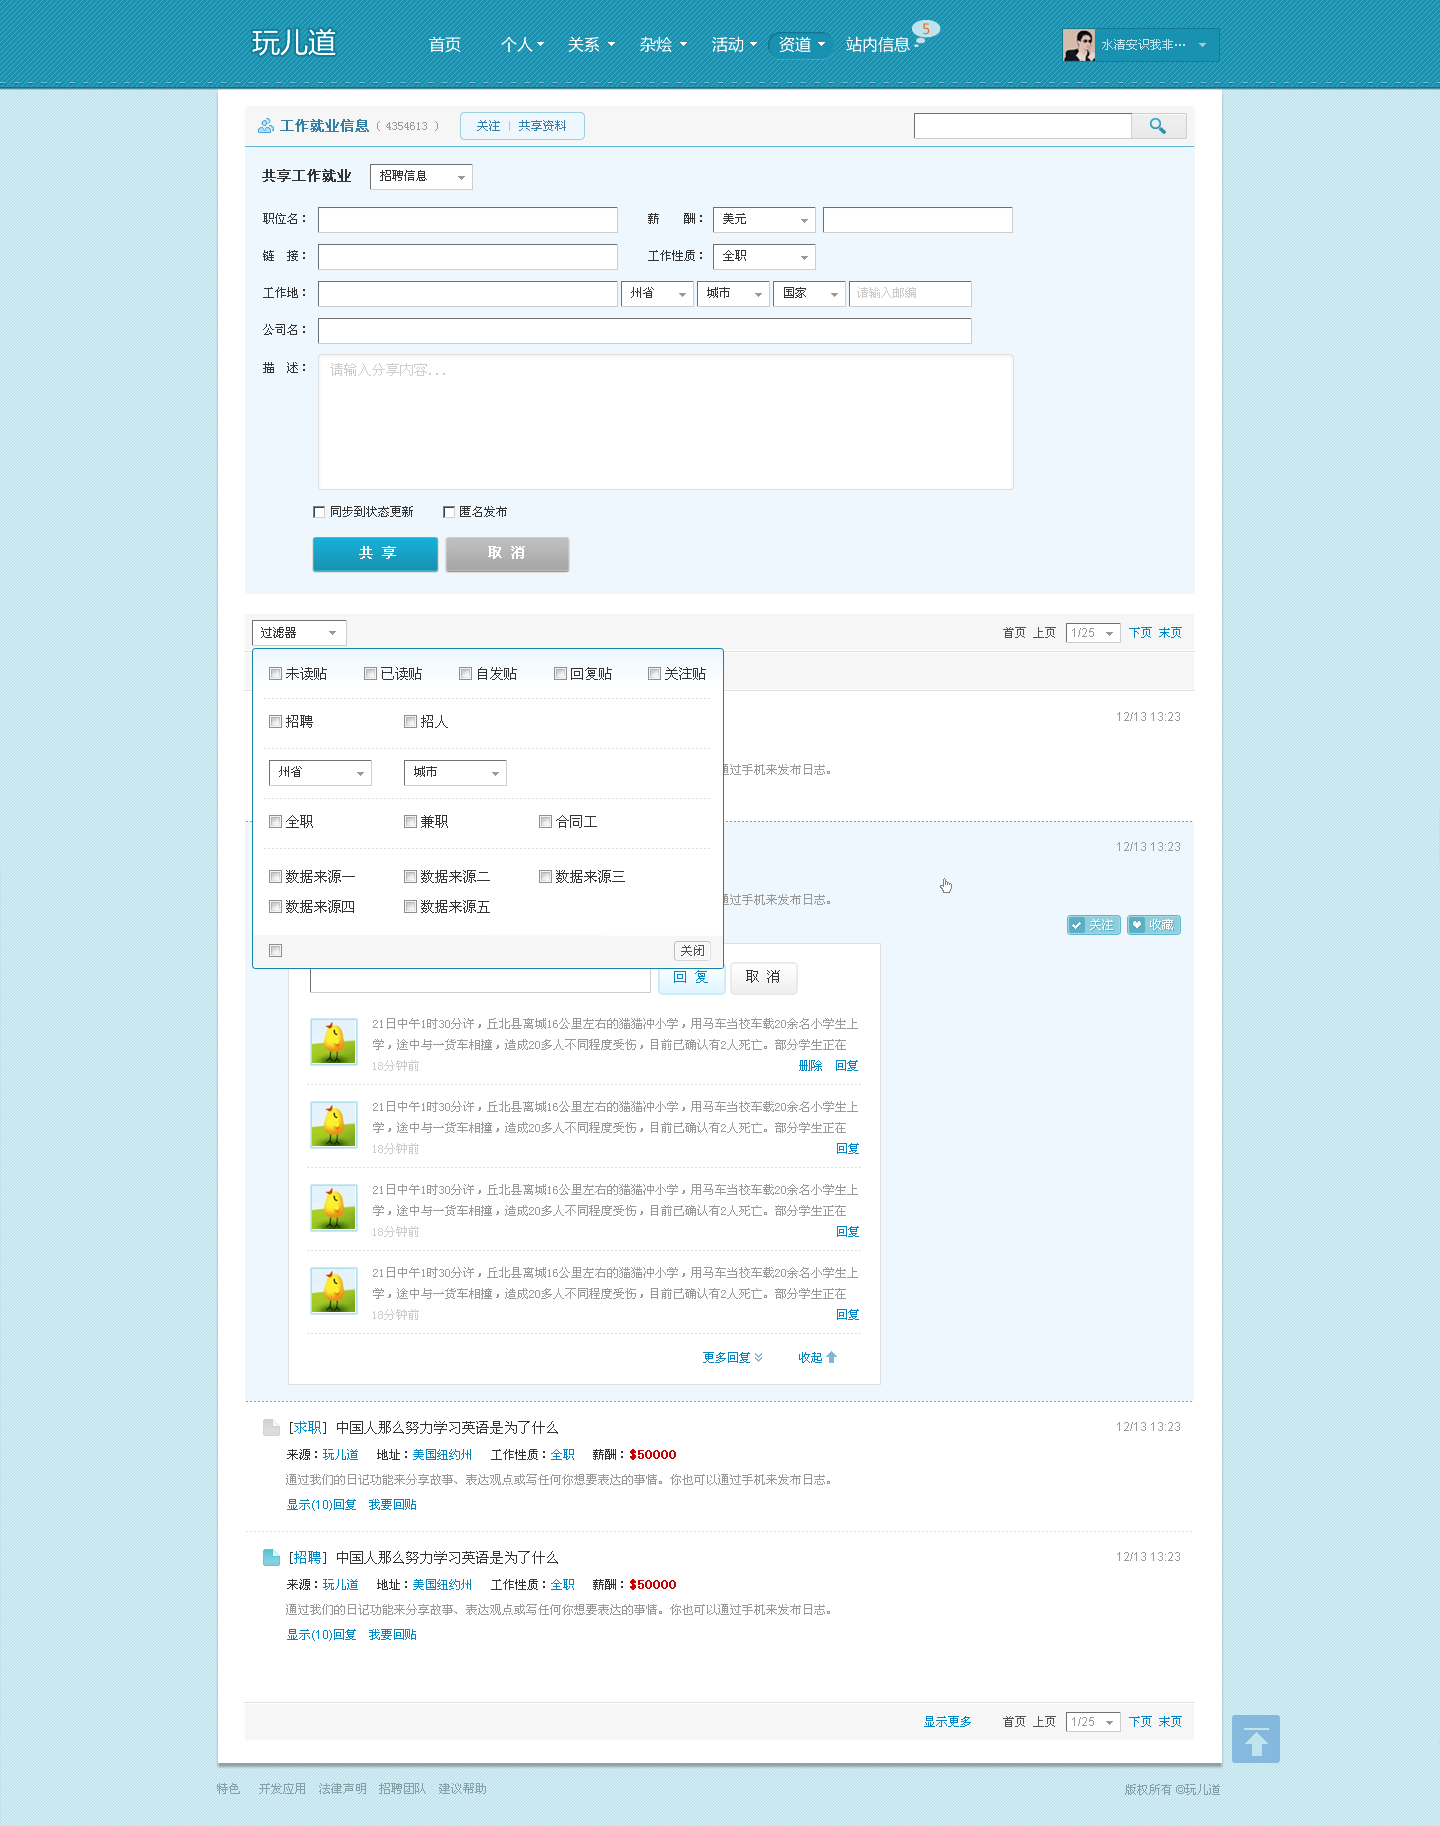 玩儿道
首页 个人 关系 杂烩 活动 资道 站内信息 5
水清安识我非…
工作就业信息 ( 4354613 ) 关注 | 共享资料
共享工作就业 招聘信息
职位名： 薪 酬： 美元
链 接： 工作性质： 全职
工作地： 州省 城市 国家 请输入邮编
公司名：
描 述： 请输入分享内容...
同步到状态更新 匿名发布
共 享 取 消
过滤器 首页 上页 1/25 下页 末页
未读贴 已读贴 自发贴 回复贴 关注贴
招聘 招人
12/13 13:23
州省 城市
通过手机来发布日志。
全职 兼职 合同工
12/13 13:23
数据来源一 数据来源二 数据来源三
数据来源四 数据来源五
通过手机来发布日志。
关注 收藏
关闭
回 复 取 消
21日中午1时30分许，丘北县离城16公里左右的猫猫冲小学，用马车当校车载20余名小学生上
学，途中与一货车相撞，造成20多人不同程度受伤，目前已确认有2人死亡。部分学生正在
18分钟前 删除 回复
21日中午1时30分许，丘北县离城16公里左右的猫猫冲小学，用马车当校车载20余名小学生上
学，途中与一货车相撞，造成20多人不同程度受伤，目前已确认有2人死亡。部分学生正在
18分钟前 回复
21日中午1时30分许，丘北县离城16公里左右的猫猫冲小学，用马车当校车载20余名小学生上
学，途中与一货车相撞，造成20多人不同程度受伤，目前已确认有2人死亡。部分学生正在
18分钟前 回复
21日中午1时30分许，丘北县离城16公里左右的猫猫冲小学，用马车当校车载20余名小学生上
学，途中与一货车相撞，造成20多人不同程度受伤，目前已确认有2人死亡。部分学生正在
18分钟前 回复
更多回复 收起
[求职] 中国人那么努力学习英语是为了什么 12/13 13:23
来源：玩儿道 地址：美国纽约州 工作性质：全职 薪酬：$50000
通过我们的日记功能来分享故事、表达观点或写任何你想要表达的事情。你也可以通过手机来发布日志。
显示(10)回复 我要回贴
[招聘] 中国人那么努力学习英语是为了什么 12/13 13:23
来源：玩儿道 地址：美国纽约州 工作性质：全职 薪酬：$50000
通过我们的日记功能来分享故事、表达观点或写任何你想要表达的事情。你也可以通过手机来发布日志。
显示(10)回复 我要回贴
显示更多 首页 上页 1/25 下页 末页
特色 开发应用 法律声明 招聘团队 建议帮助 版权所有 ©玩儿道